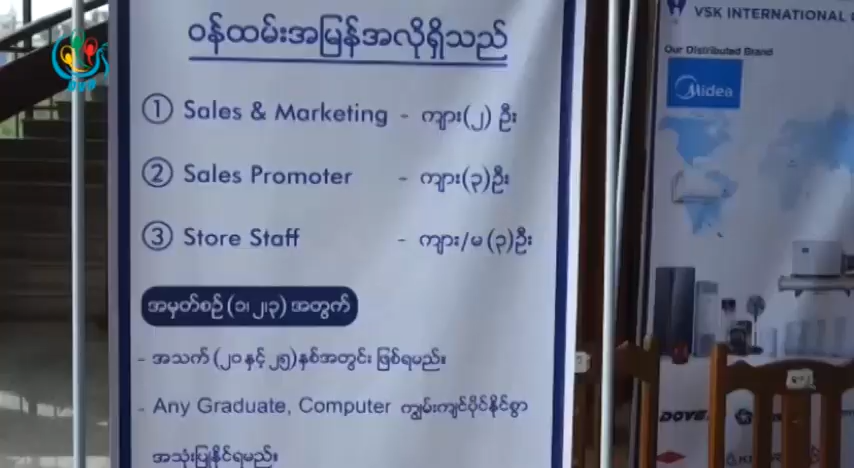 ဝန်ထမ်းအမြန်အလိုရှိသည်
① Sales & Marketing - ကျား(၂) ဦး
② Sales Promoter - ကျား(၃)ဦး
③ Store Staff - ကျား/မ (၃)ဦး
အမှတ်စဉ် (၁၊၂၊၃) အတွက်
- အသက် (၂၀ နှင့် ၂၅) နှစ်အတွင်း ဖြစ်ရမည်။
- Any Graduate, Computer ကျွမ်းကျင်ပိုင်နိုင်စွာ
အသုံးပြုနိုင်ရမည်။
DVB
VSK INTERNATIONAL
Our Distributed Brand
Midea